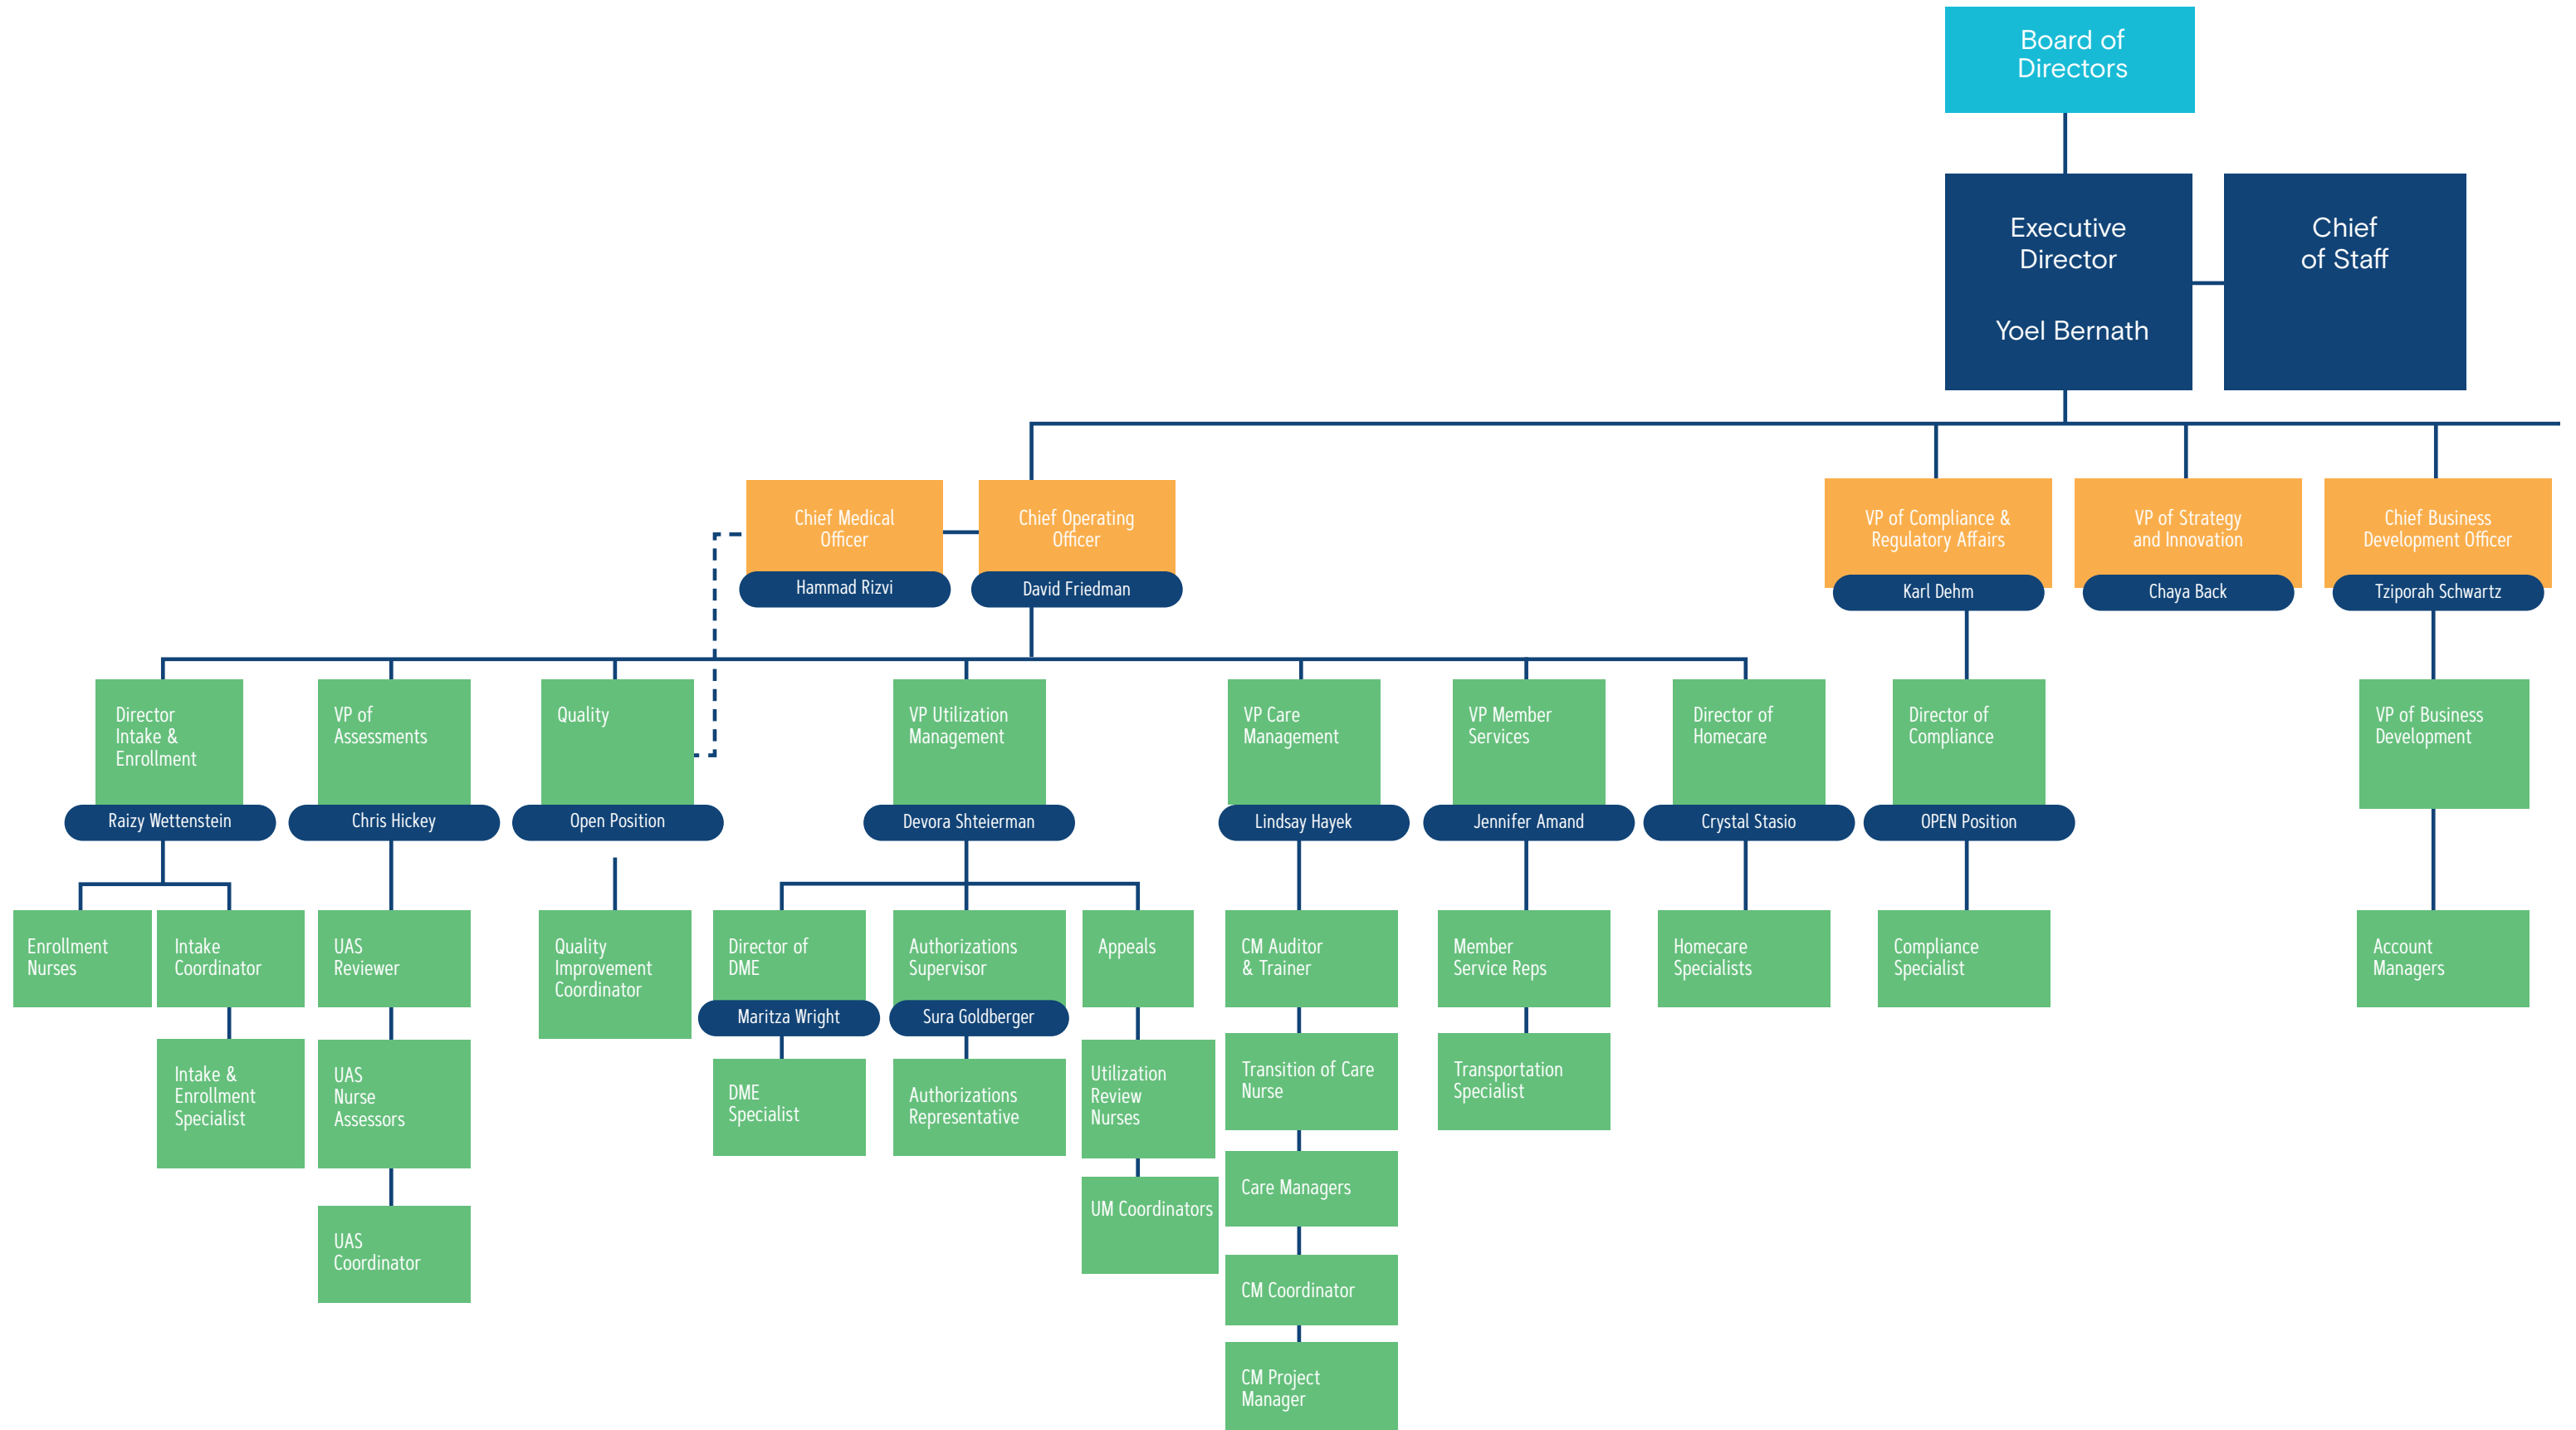 Board of
Directors
Executive
Director
Yoel Bernath
Chief
of Staff
Chief Medical
Officer
Hammad Rizvi
Chief Operating
Officer
David Friedman
VP of Compliance &
Regulatory Affairs
Karl Dehm
VP of Strategy
and Innovation
Chaya Back
Chief Business
Development Officer
Tziporah Schwartz
Director
Intake &
Enrollment
Raizy Wettenstein
VP of
Assessments
Chris Hickey
Quality
Open Position
VP Utilization
Management
Devora Shteierman
VP Care
Management
Lindsay Hayek
VP Member
Services
Jennifer Amand
Director of
Homecare
Crystal Stasio
Director of
Compliance
OPEN Position
VP of Business
Development
Enrollment
Nurses
Intake
Coordinator
UAS
Reviewer
Quality
Improvement
Coordinator
Director of
DME
Maritza Wright
Authorizations
Supervisor
Sura Goldberger
Appeals
CM Auditor
& Trainer
Member
Service Reps
Homecare
Specialists
Compliance
Specialist
Account
Managers
Intake &
Enrollment
Specialist
UAS
Nurse
Assessors
DME
Specialist
Authorizations
Representative
Utilization
Review
Nurses
Transition of Care
Nurse
Transportation
Specialist
UM Coordinators
Care Managers
UAS
Coordinator
CM Coordinator
CM Project
Manager